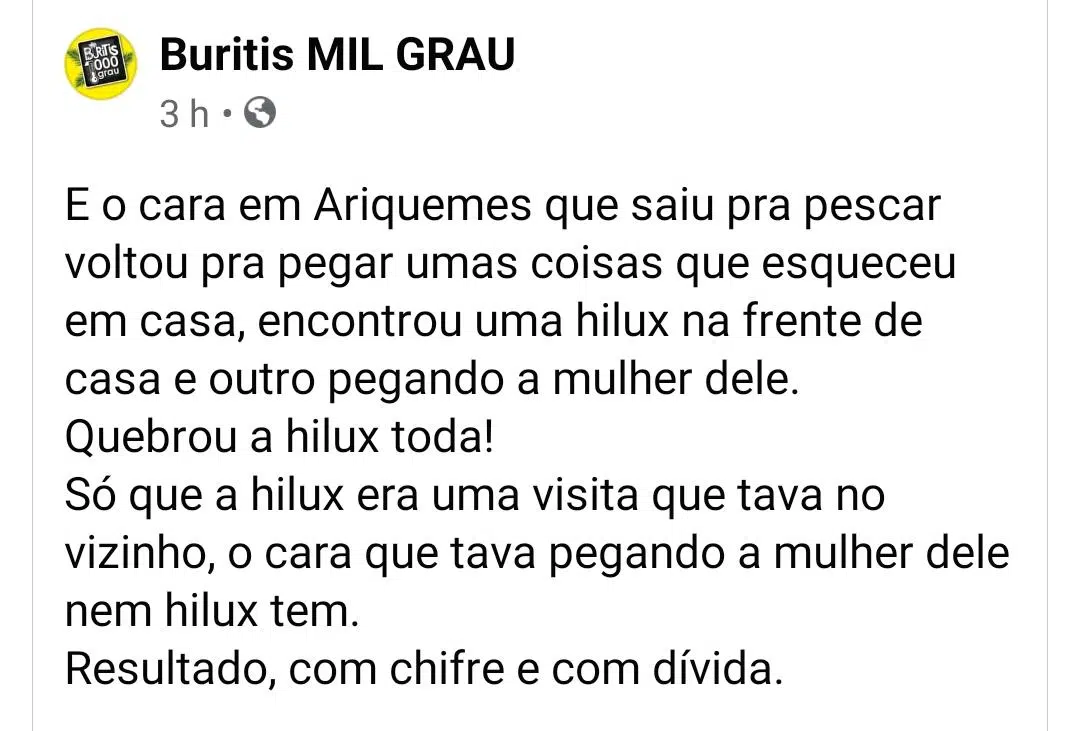 BURITIS
1000
grau
Buritis MIL GRAU
3 h •
E o cara em Ariquemes que saiu pra pescar
voltou pra pegar umas coisas que esqueceu
em casa, encontrou uma hilux na frente de
casa e outro pegando a mulher dele.
Quebrou a hilux toda!
Só que a hilux era uma visita que tava no
vizinho, o cara que tava pegando a mulher dele
nem hilux tem.
Resultado, com chifre e com dívida.